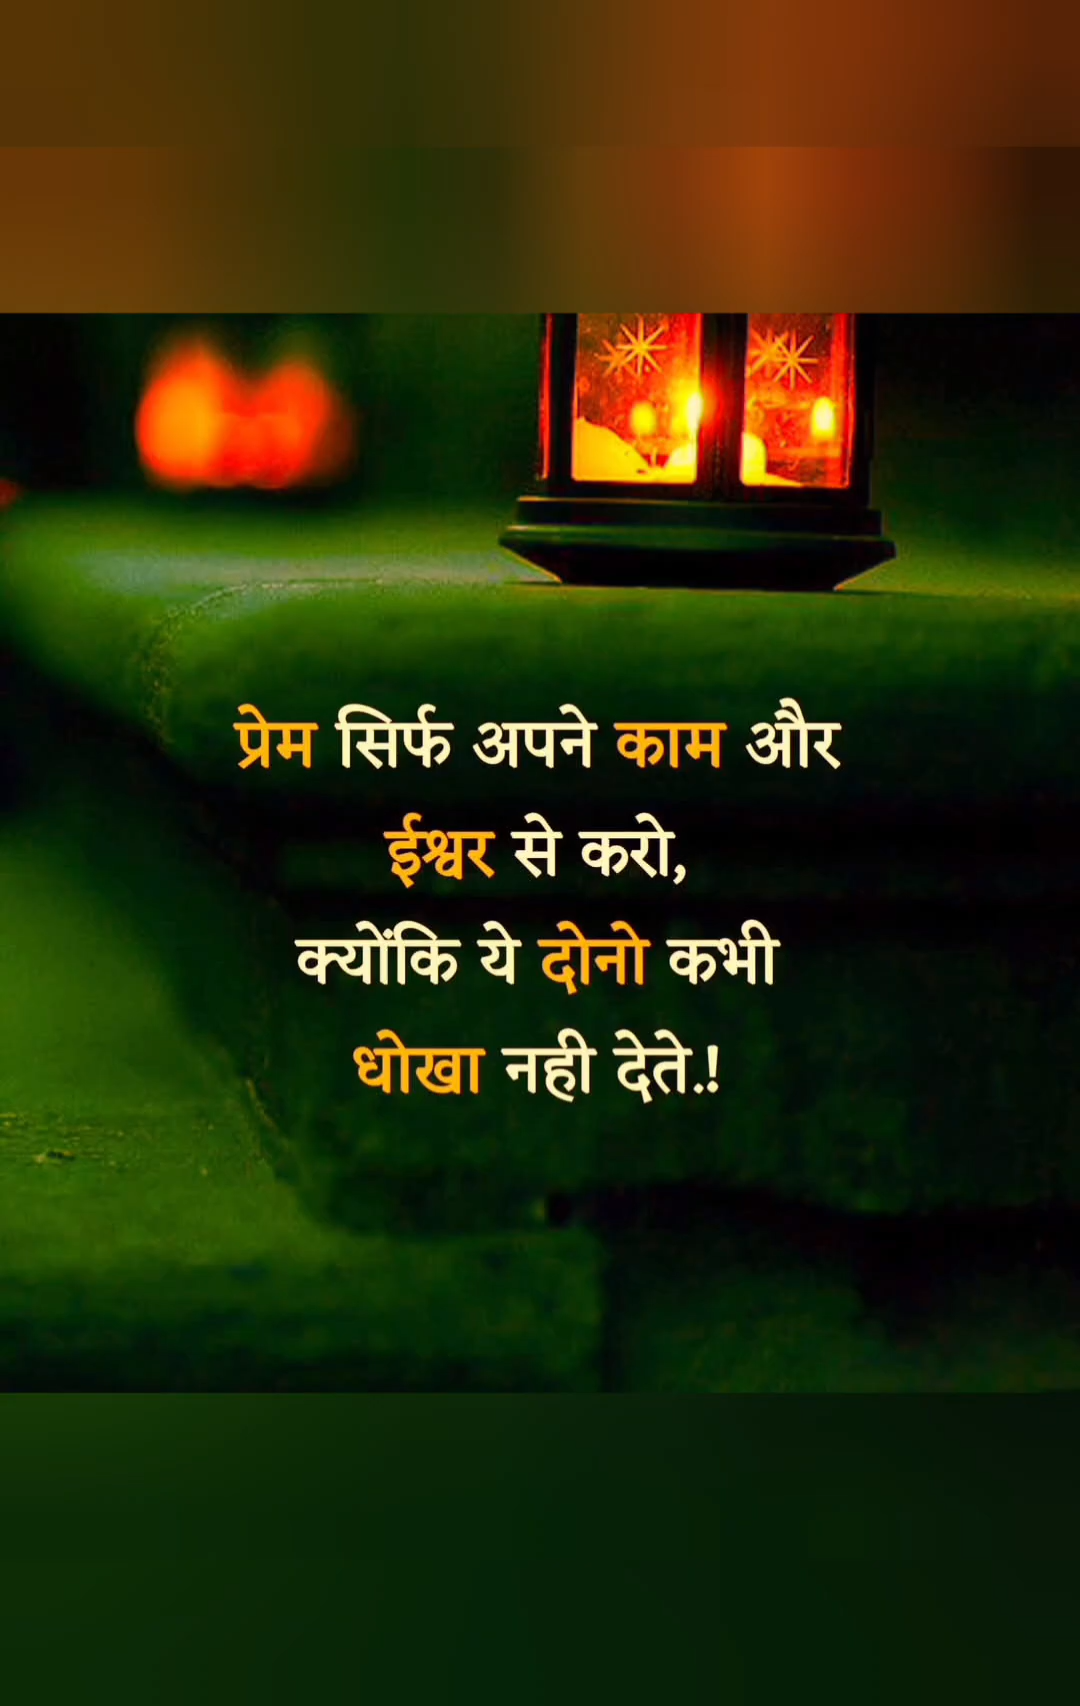 प्रेम सिर्फ अपने काम और
ईश्वर से करो,
क्योंकि ये दोनो कभी
धोखा नही देते.!